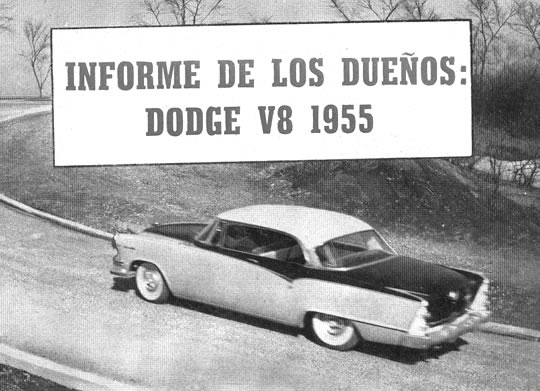 INFORME DE LOS DUEÑOS:
DODGE V8 1955